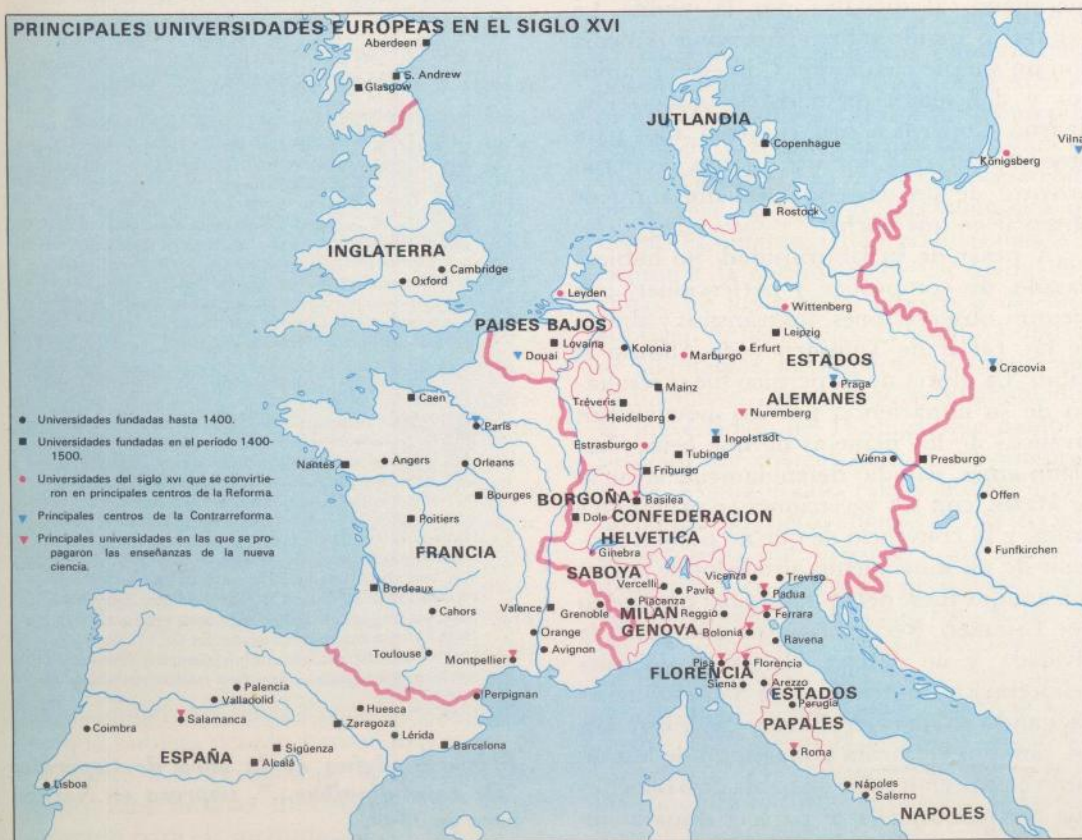 PRINCIPALES UNIVERSIDADES EUROPEAS EN EL SIGLO XVI
Aberdeen
S. Andrew
Glasgow
JUTLANDIA
Copenhague
Vilna
Königsberg
Rostock
INGLATERRA
Cambridge
Oxford
Leyden
Wittenberg
PAISES BAJOS
Leipzig
Lovaina
Kolonia
Marburgo
Erfurt
Douai
ESTADOS
ALEMANES
Cracovia
Praga
Mainz
Caen
Tréveris
Nuremberg
Heidelberg
París
Ingolstadt
Estrasburgo
Tubinga
Nantes
Angers
Orleans
Friburgo
Viena
Presburgo
Bourges
BORGOÑA
Basilea
Offen
Poitiers
Dole
CONFEDERACION
HELVETICA
FRANCIA
Ginebra
Funfkirchen
SABOYA
Vercelli
Vicenza
Treviso
Bordeaux
Pavia
Padua
Cahors
Valence
Grenoble
Piacenza
MILAN
Reggio
Ferrara
GENOVA
Orange
Bolonia
Ravena
Toulouse
Avignon
Montpellier
Pisa
Florencia
FLORENCIA
Siena
Arezzo
Palencia
Perpignan
ESTADOS
Valladolid
Huesca
Perugia
Salamanca
Zaragoza
PAPALES
Coimbra
Lérida
Sigüenza
Barcelona
Roma
ESPAÑA
Alcalá
Lisboa
Nápoles
Salerno
NAPOLES
Universidades fundadas hasta 1400.
Universidades fundadas en el período 1400-
1500.
Universidades del siglo XVI que se convirtie-
ron en principales centros de la Reforma.
Principales centros de la Contrarreforma.
Principales universidades en las que se pro-
pagaron las enseñanzas de la nueva
ciencia.